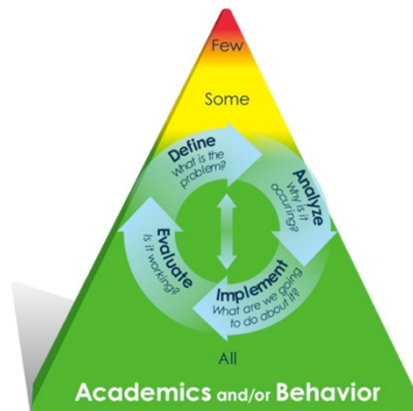 Few
Some
Define
What is the
problem?
Analyze
Why is it
occuring?
Implement
What are we going
to do about it?
Evaluate
Is it working?
All
Academics and/or Behavior